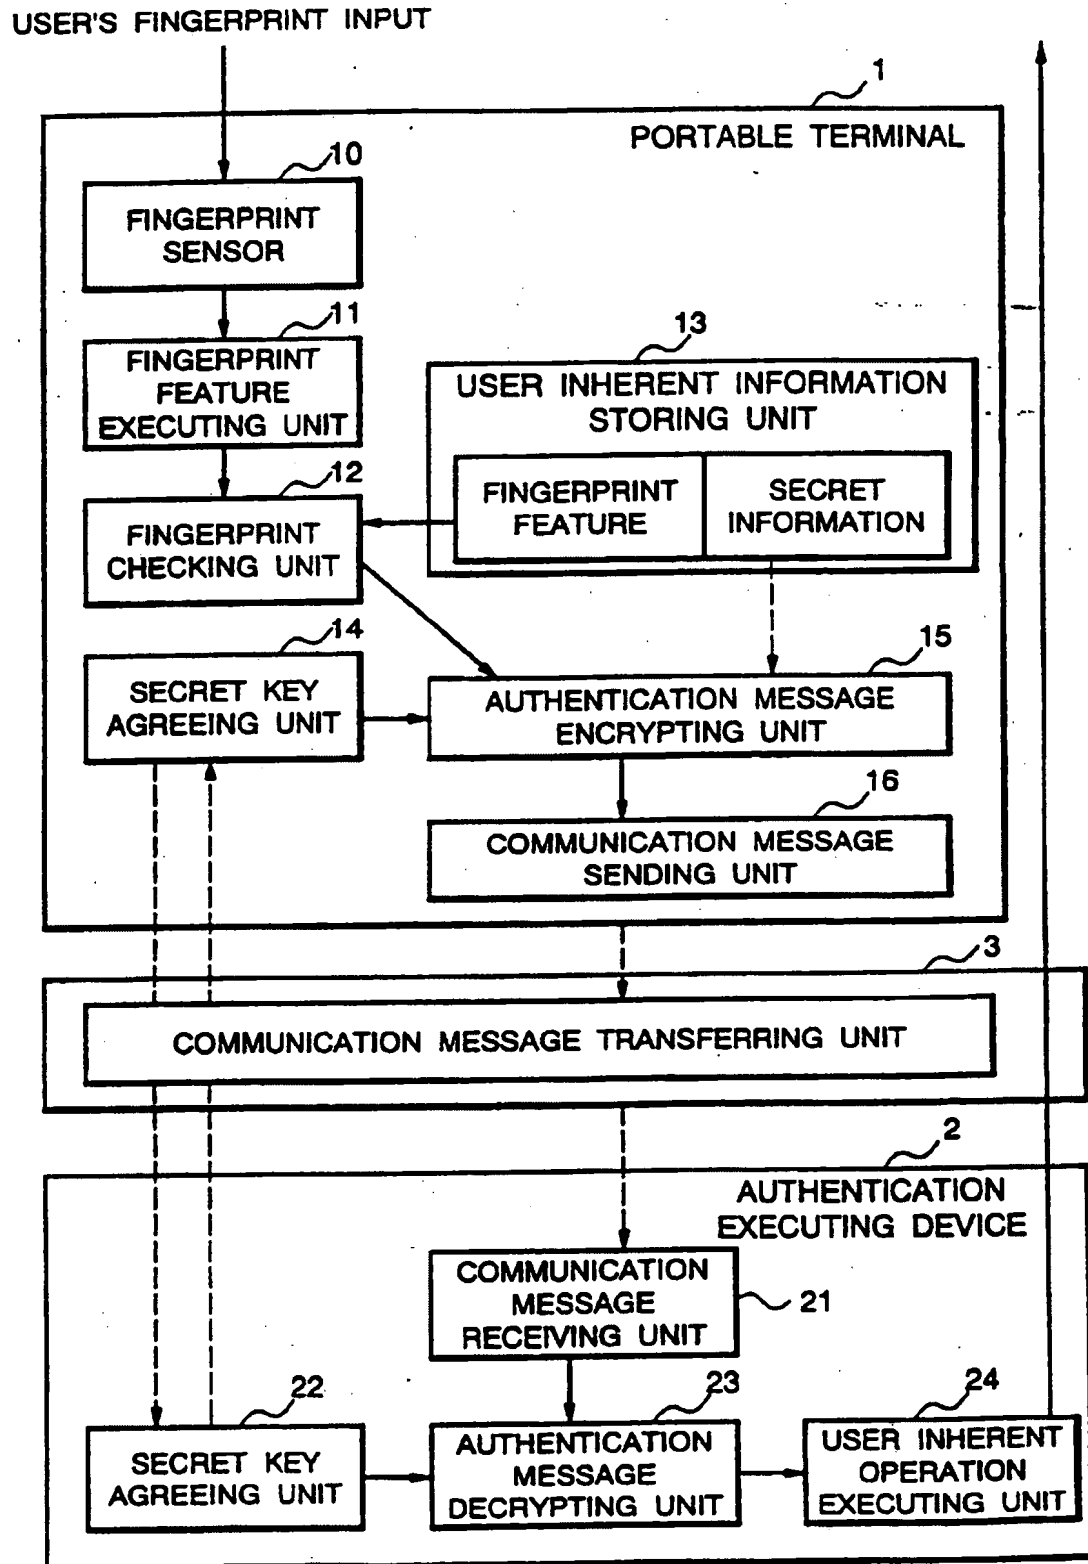 USER'S FINGERPRINT INPUT
1
PORTABLE TERMINAL
10
FINGERPRINT
SENSOR
11
FINGERPRINT
FEATURE
EXECUTING UNIT
13
USER INHERENT INFORMATION
STORING UNIT
FINGERPRINT
FEATURE
SECRET
INFORMATION
12
FINGERPRINT
CHECKING UNIT
14
SECRET KEY
AGREEING UNIT
15
AUTHENTICATION MESSAGE
ENCRYPTING UNIT
16
COMMUNICATION MESSAGE
SENDING UNIT
3
COMMUNICATION MESSAGE TRANSFERRING UNIT
2
AUTHENTICATION
EXECUTING DEVICE
COMMUNICATION
MESSAGE
RECEIVING UNIT
21
22
SECRET KEY
AGREEING UNIT
23
AUTHENTICATION
MESSAGE
DECRYPTING UNIT
24
USER INHERENT
OPERATION
EXECUTING UNIT